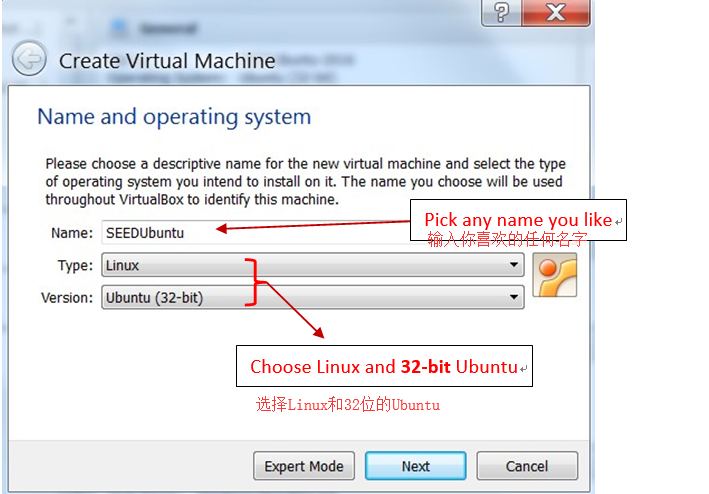 General
Create Virtual Machine
Name and operating system
Please choose a descriptive name for the new virtual machine and select the type
of operating system you intend to install on it. The name you choose will be used
throughout VirtualBox to identify this machine.
Pick any name you like
输入你喜欢的任何名字
Name: SEEDUbuntu
Type: Linux
Version: Ubuntu (32-bit)
Choose Linux and 32-bit Ubuntu
选择Linux和32位的Ubuntu
Expert Mode Next Cancel